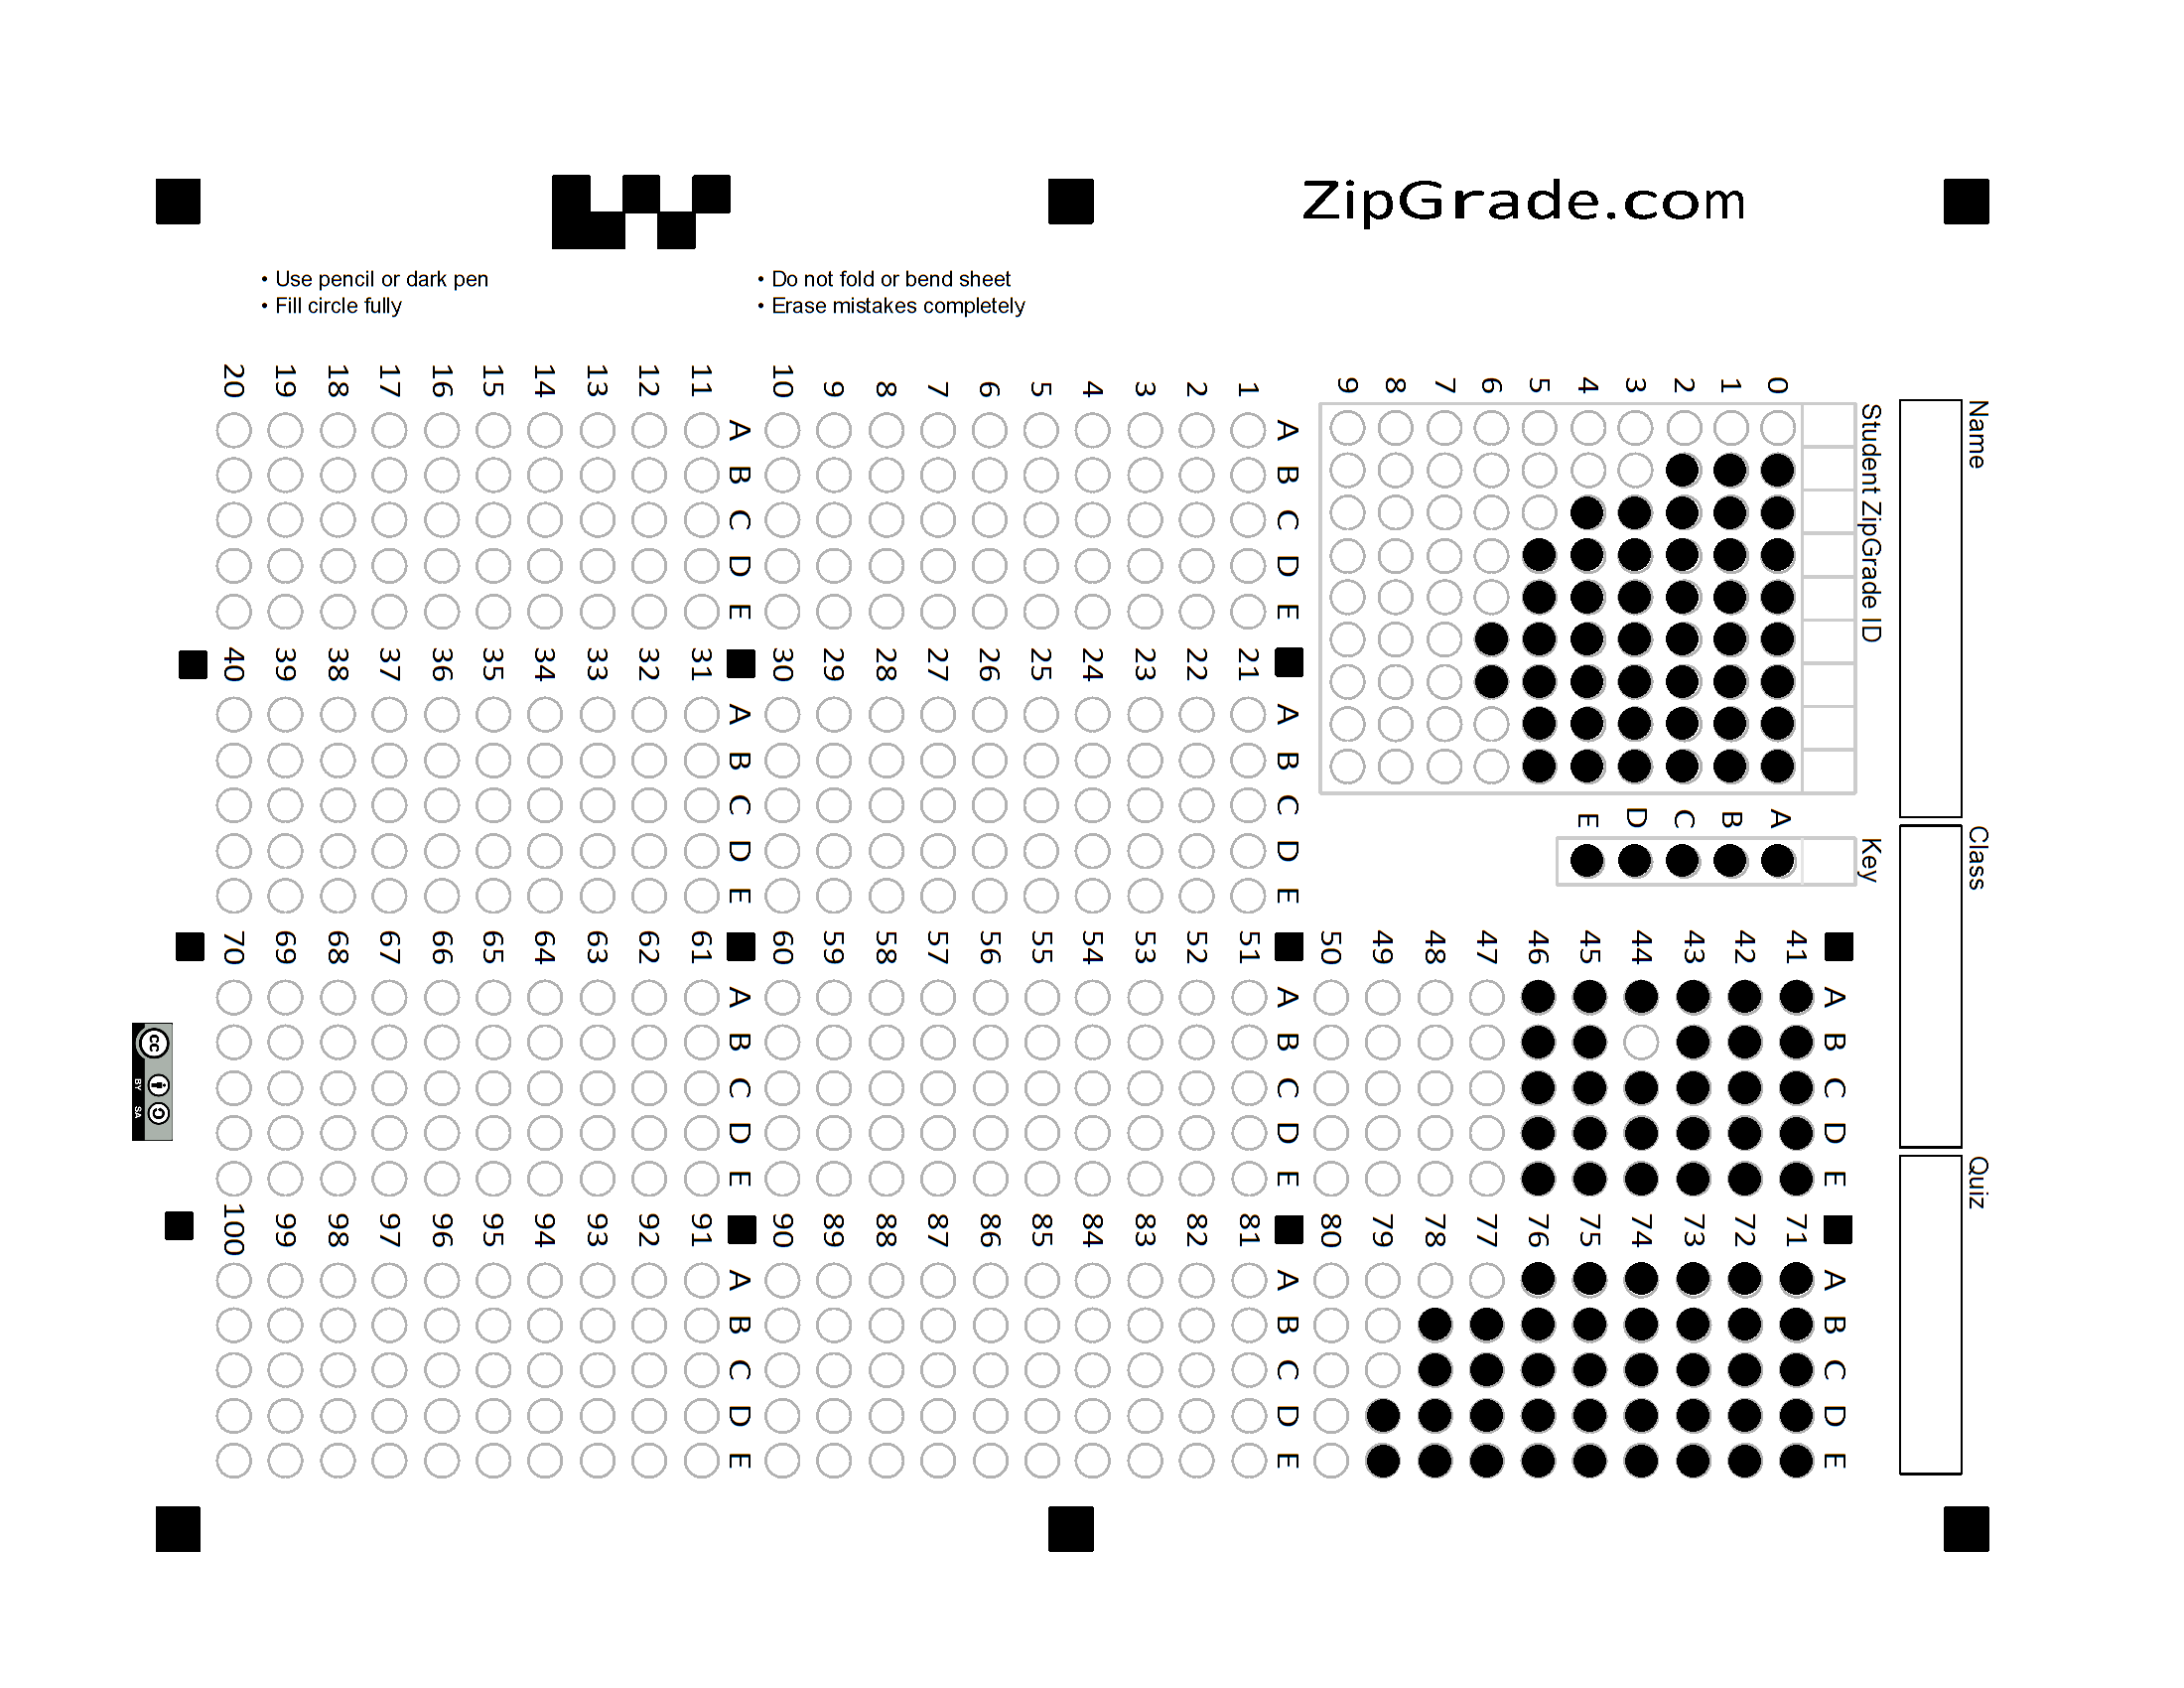 ZipGrade.com
• Use pencil or dark pen
• Fill circle fully
• Do not fold or bend sheet
• Erase mistakes completely
Name
Class
Quiz
Student ZipGrade ID
0 1 2 3 4 5 6 7 8 9
Key
A B C D E
A B C D E
1 2 3 4 5 6 7 8 9 10
A B C D E
11 12 13 14 15 16 17 18 19 20
A B C D E
21 22 23 24 25 26 27 28 29 30
A B C D E
31 32 33 34 35 36 37 38 39 40
A B C D E
41 42 43 44 45 46 47 48 49 50
A B C D E
51 52 53 54 55 56 57 58 59 60
A B C D E
61 62 63 64 65 66 67 68 69 70
A B C D E
71 72 73 74 75 76 77 78 79 80
A B C D E
81 82 83 84 85 86 87 88 89 90
A B C D E
91 92 93 94 95 96 97 98 99 100
cc
BY SA